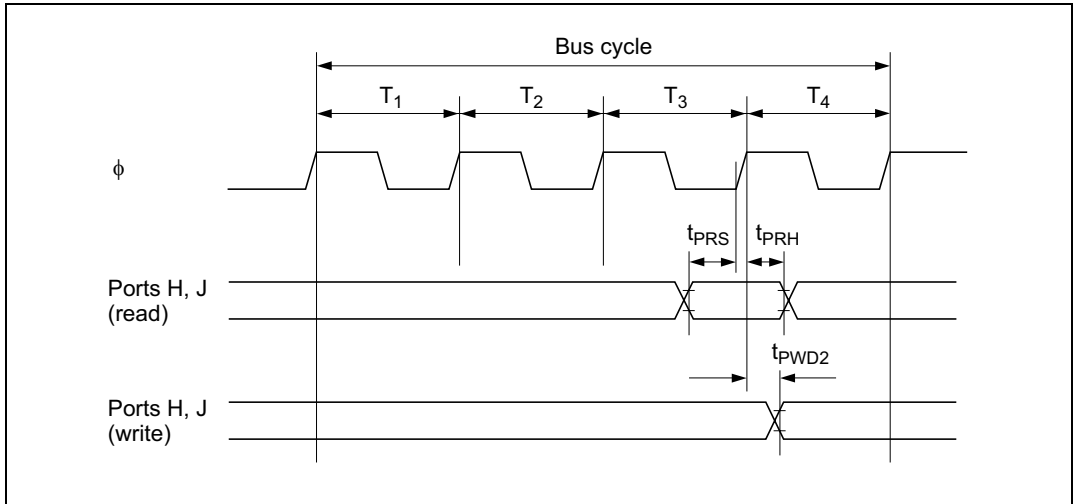 Bus cycle
T1 T2 T3 T4
ϕ
tPRS tPRH
Ports H, J
(read)
tPWD2
Ports H, J
(write)